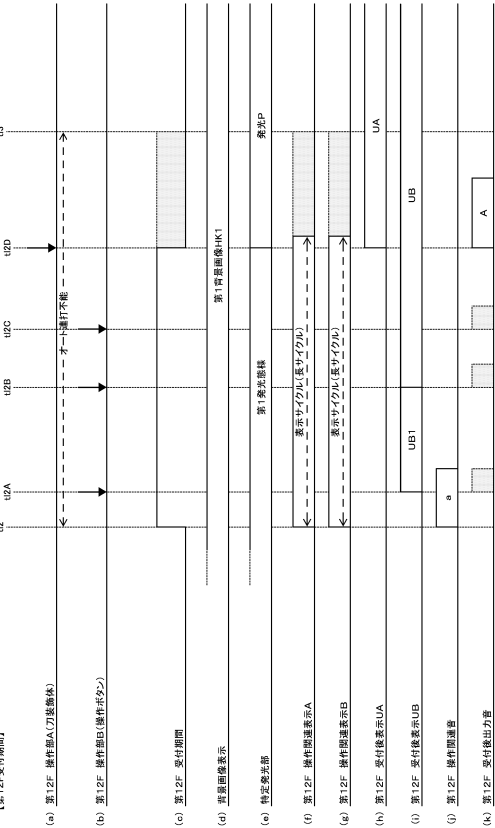 【第12F受付期間】
tl2
tl2A
tl2B
tl2C
tl2D
tl3
(a) 第12F 操作部A(刀装飾体)
オート連打不能
(b) 第12F 操作部B(操作ボタン)
(c) 第12F 受付期間
(d) 背景画像表示
第1背景画像HK1
(e) 特定発光部
第1発光態様
発光P
(f) 第12F 操作関連表示A
表示サイクル(長サイクル)
(g) 第12F 操作関連表示B
表示サイクル(長サイクル)
(h) 第12F 受付後表示UA
UA
(i) 第12F 受付後表示UB
UB1
UB
(j) 第12F 操作関連音
a
(k) 第12F 受付後出力音
A